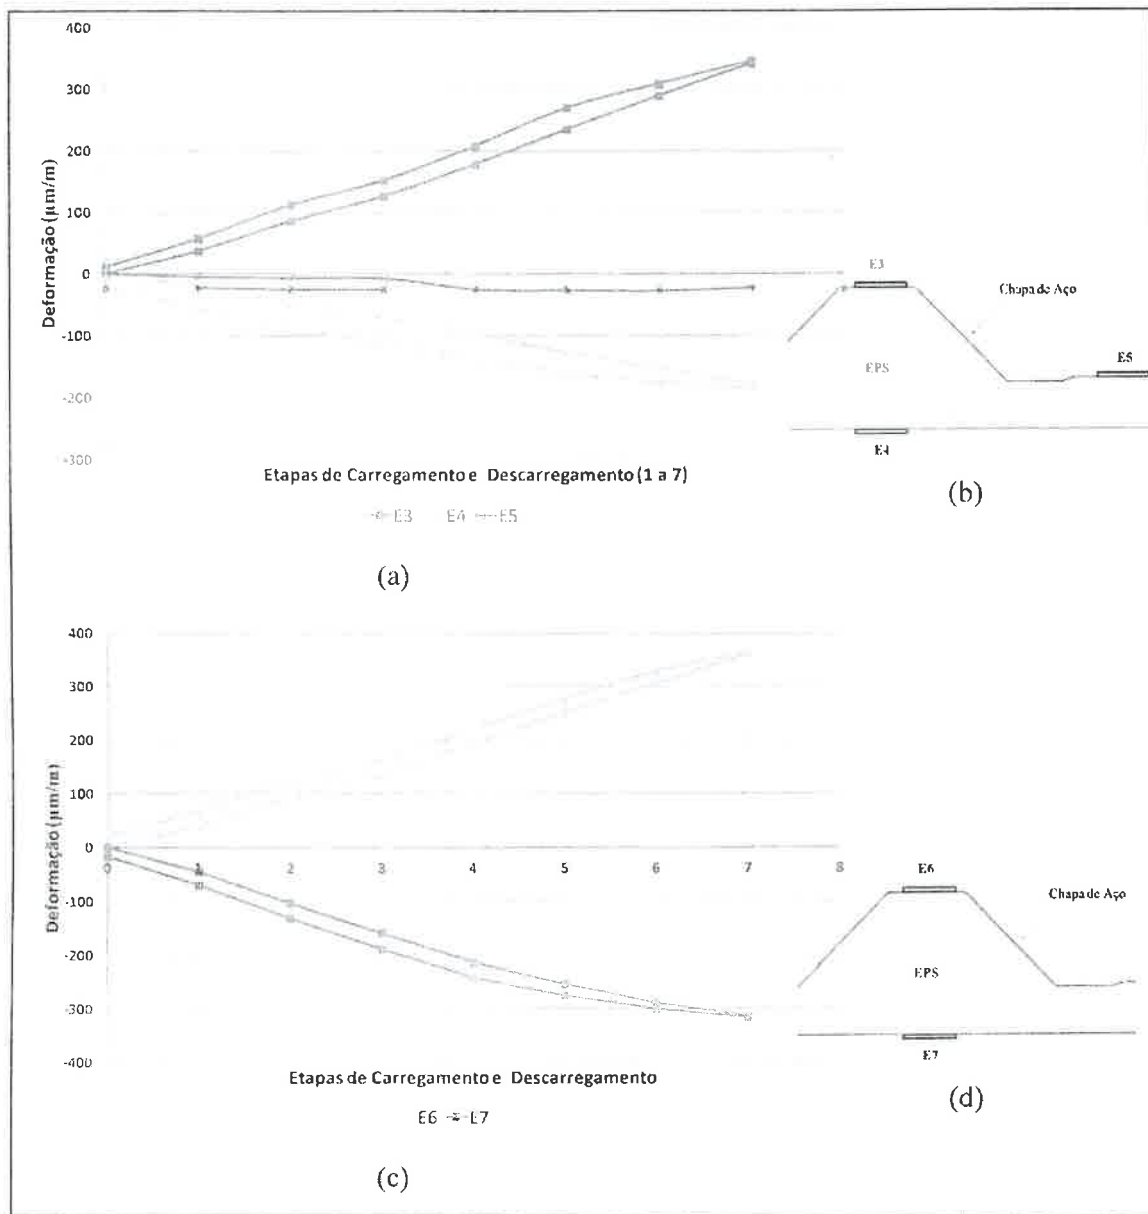 400
300
200
100
0
-100
-200
-300
Deformação (µm/m)
Etapas de Carregamento e Descarregamento (1 a 7)
E3 E4 E5
(a)
E3
Chapa de Aço
E5
EPS
E4
(b)
400
300
200
100
0
-100
-200
-300
-400
Deformação (µm/m)
0 1 2 3 4 5 6 7 8
Etapas de Carregamento e Descarregamento
E6 E7
(c)
E6
Chapa de Aço
EPS
E7
(d)